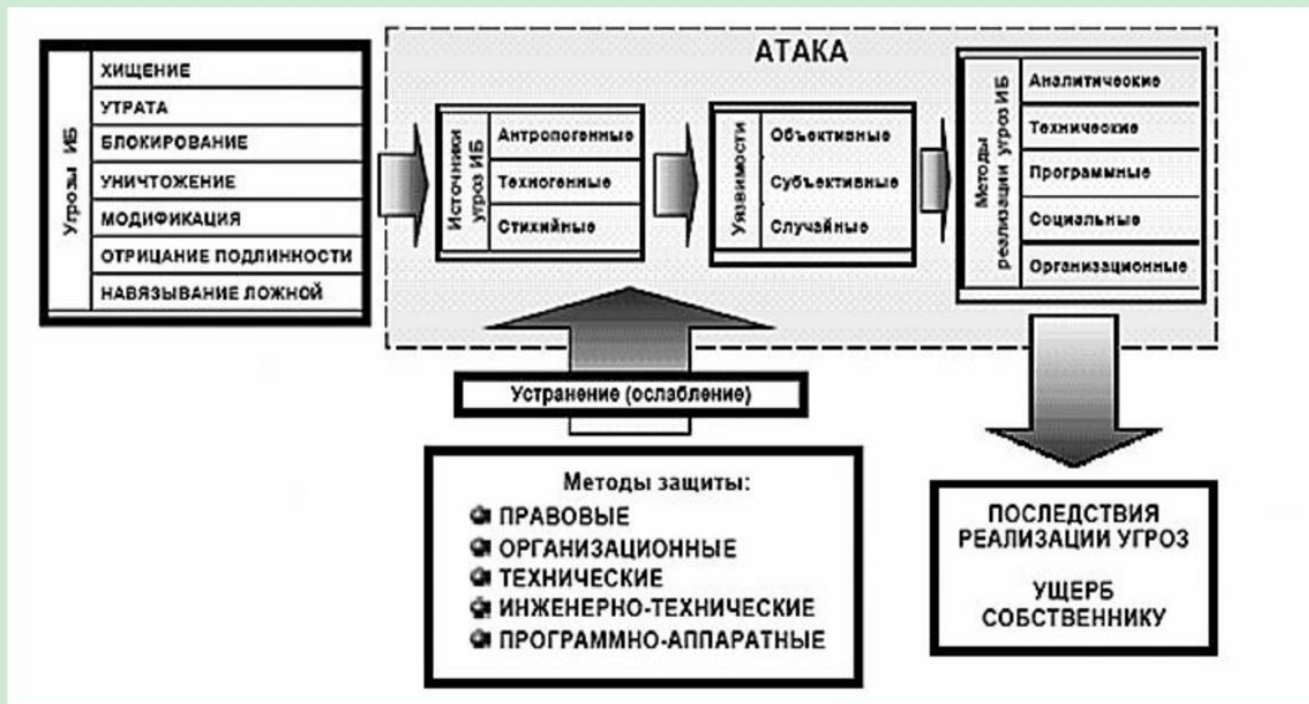 Угрозы ИБ
ХИЩЕНИЕ
УТРАТА
БЛОКИРОВАНИЕ
УНИЧТОЖЕНИЕ
МОДИФИКАЦИЯ
ОТРИЦАНИЕ ПОДЛИННОСТИ
НАВЯЗЫВАНИЕ ЛОЖНОЙ
АТАКА
Источники
угроз ИБ
Антропогенные
Техногенные
Стихийные
Уязвимости
Объективные
Субъективные
Случайные
Методы
реализации угроз ИБ
Аналитические
Технические
Программные
Социальные
Организационные
Устранение (ослабление)
Методы защиты:
ПРАВОВЫЕ
ОРГАНИЗАЦИОННЫЕ
ТЕХНИЧЕСКИЕ
ИНЖЕНЕРНО-ТЕХНИЧЕСКИЕ
ПРОГРАММНО-АППАРАТНЫЕ
ПОСЛЕДСТВИЯ
РЕАЛИЗАЦИИ УГРОЗ
УЩЕРБ
СОБСТВЕННИКУ